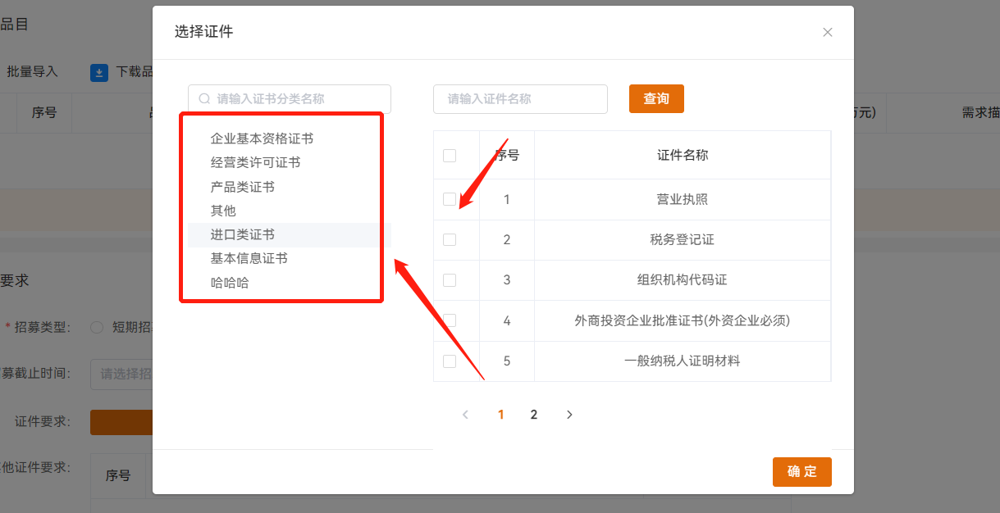 品目
选择证件
批量导入
下载品
请输入证书分类名称
请输入证件名称
查询
序号
万元)
需求描
企业基本资格证书
经营类许可证书
产品类证书
其他
进口类证书
基本信息证书
哈哈哈
序号 证件名称
1 营业执照
2 税务登记证
3 组织机构代码证
4 外商投资企业批准证书(外资企业必须)
5 一般纳税人证明材料
1 2
要求
* 招募类型:
短期招
募截止时间:
请选择招
证件要求:
他证件要求:
序号
确 定